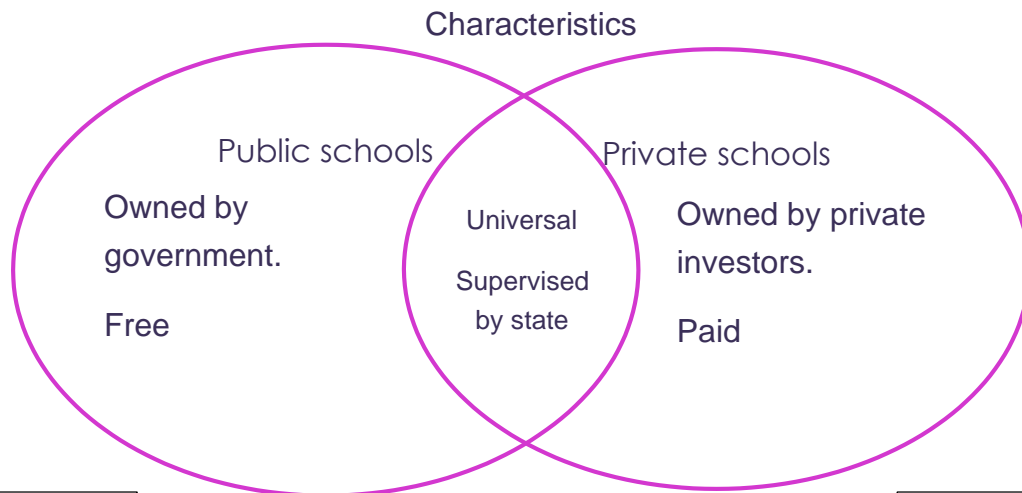 Characteristics
Public schools
Owned by
government.
Free
Universal
Supervised
by state
Private schools
Owned by private
investors.
Paid